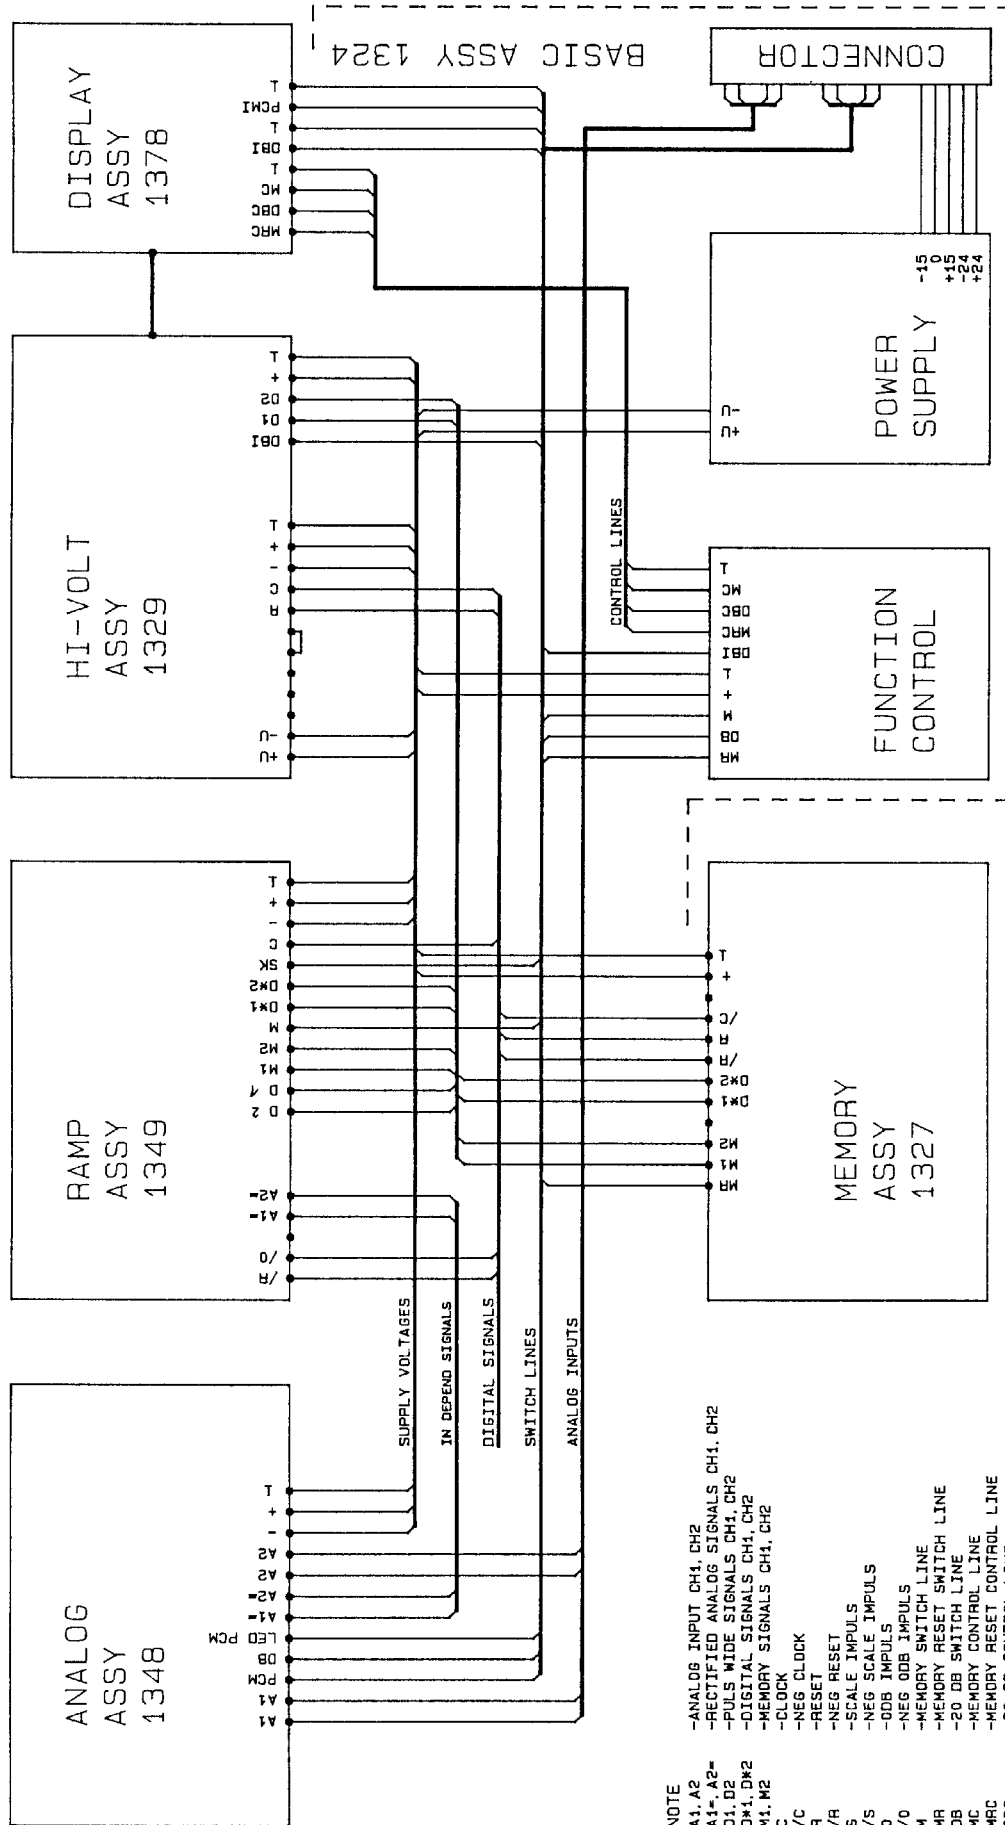 ANALOG
ASSY
1348
A1
A1
PCM
DB
LED PCM
A1=
A2=
A2
A2
-
+
⊥
RAMP
ASSY
1349
/R
/O
A1=
A2=
D 2
D 1
M1
M2
M
D*1
D*2
SK
C
-
+
⊥
HI-VOLT
ASSY
1329
+U
-U
R
C
-
+
⊥
DBI
D1
D2
+
⊥
DISPLAY
ASSY
1378
MRC
DBC
MC
⊥
DBI
⊥
PCMI
⊥
BASIC ASSY 1324
SUPPLY VOLTAGES
IN DEPEND SIGNALS
DIGITAL SIGNALS
SWITCH LINES
ANALOG INPUTS
CONTROL LINES
MEMORY
ASSY
1327
MR
M1
M2
D*1
D*2
/R
R
/C
+
⊥
FUNCTION
CONTROL
MR
DB
M
+
⊥
DBI
MRC
DBC
MC
⊥
POWER
SUPPLY
+U
-U
-15
0
+15
-24
+24
CONNECTOR
NOTE
A1, A2 -ANALOG INPUT CH1, CH2
A1=, A2= -RECTIFIED ANALOG SIGNALS CH1, CH2
D1, D2 -PULS WIDE SIGNALS CH1, CH2
D*1, D*2 -DIGITAL SIGNALS CH1, CH2
M1, M2 -MEMORY SIGNALS CH1, CH2
C -CLOCK
/C -NEG CLOCK
R -RESET
/R -NEG RESET
S -SCALE IMPULS
/S -NEG SCALE IMPULS
O -ODB IMPULS
/O -NEG ODB IMPULS
M -MEMORY SWITCH LINE
MR -MEMORY RESET SWITCH LINE
DB -20 DB SWITCH LINE
MC -MEMORY CONTROL LINE
MRC -MEMORY RESET CONTROL LINE